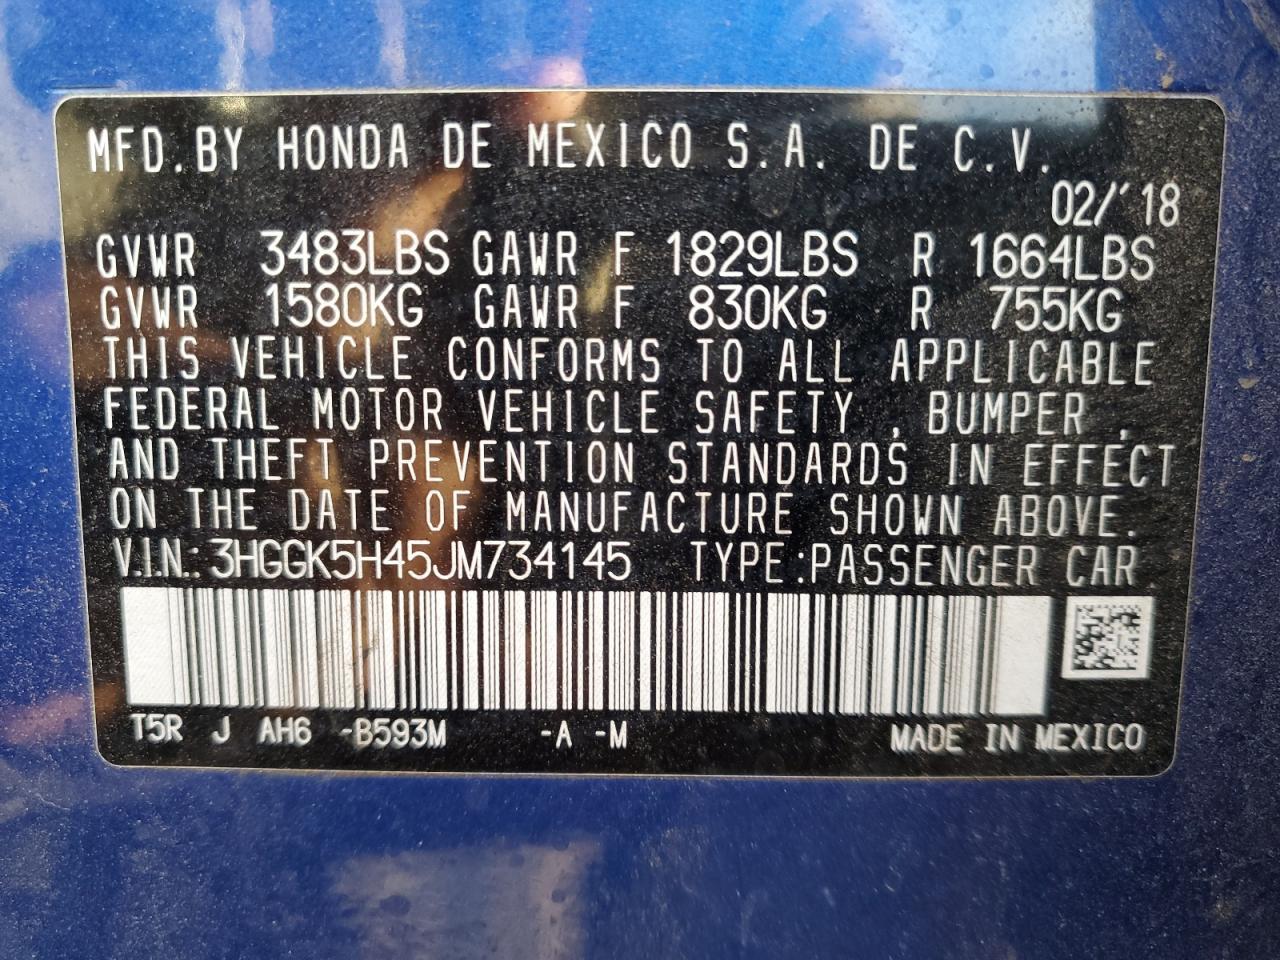 MFD.BY HONDA DE MEXICO S.A. DE C.V.
02/'18
GVWR 3483LBS GAWR F 1829LBS R 1664LBS
GVWR 1580KG GAWR F 830KG R 755KG
THIS VEHICLE CONFORMS TO ALL APPLICABLE
FEDERAL MOTOR VEHICLE SAFETY , BUMPER ,
AND THEFT PREVENTION STANDARDS IN EFFECT
ON THE DATE OF MANUFACTURE SHOWN ABOVE.
V.I.N.: 3HGGK5H45JM734145 TYPE:PASSENGER CAR
T5R J AH6 -B593M -A -M MADE IN MEXICO